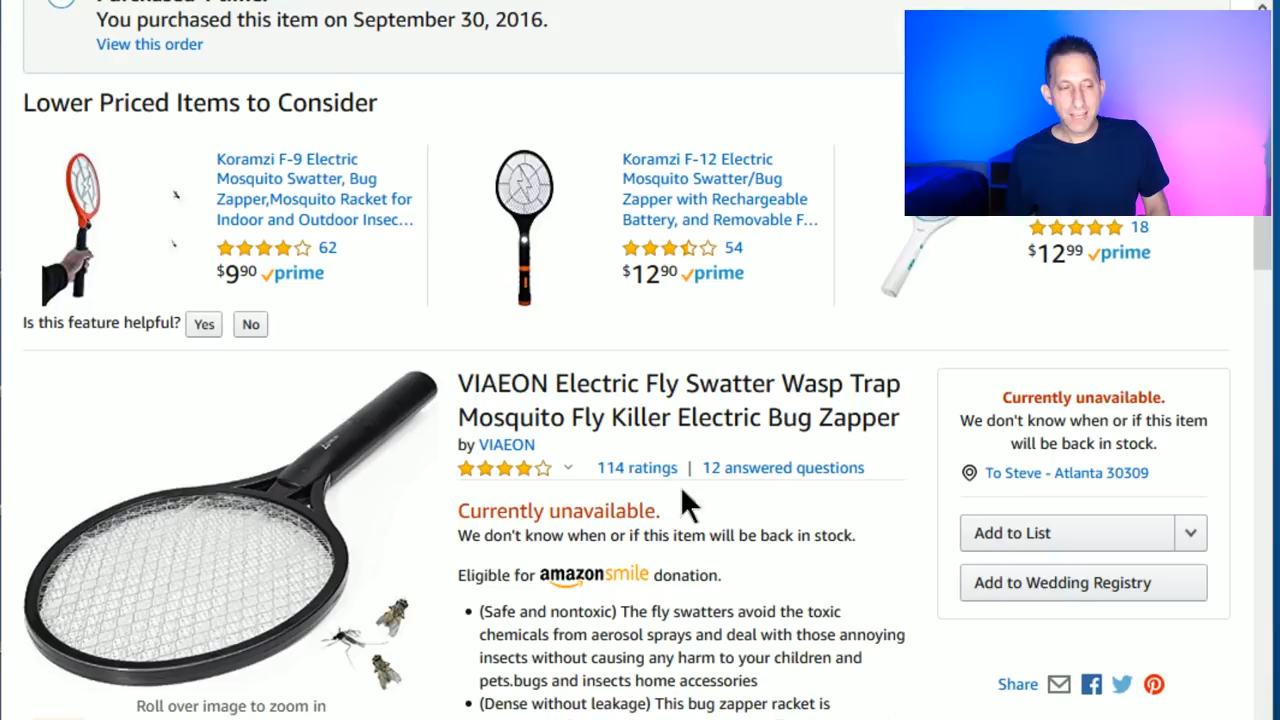 You purchased this item on September 30, 2016.
View this order
Lower Priced Items to Consider
Koramzi F-9 Electric
Mosquito Swatter, Bug
Zapper,Mosquito Racket for
Indoor and Outdoor Insec...
62
$990 prime
Koramzi F-12 Electric
Mosquito Swatter/Bug
Zapper with Rechargeable
Battery, and Removable F...
54
$1290 prime
18
$1299 prime
Is this feature helpful? Yes No
VIAEON Electric Fly Swatter Wasp Trap
Mosquito Fly Killer Electric Bug Zapper
by VIAEON
114 ratings | 12 answered questions
Currently unavailable.
We don't know when or if this item will be back in stock.
Eligible for amazonsmile donation.
• (Safe and nontoxic) The fly swatters avoid the toxic
chemicals from aerosol sprays and deal with those annoying
insects without causing any harm to your children and
pets.bugs and insects home accessories
• (Dense without leakage) This bug zapper racket is
Roll over image to zoom in
Currently unavailable.
We don't know when or if this item
will be back in stock.
To Steve - Atlanta 30309
Add to List
Add to Wedding Registry
Share